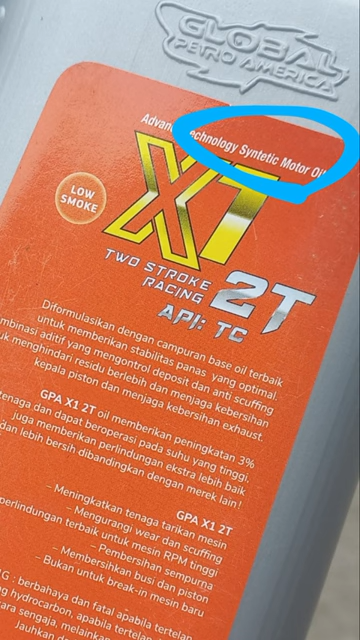 GLOBAL
PETRO AMERICA
Technology Syntetic Motor Oil
XT
LOW
SMOKE
TWO STROKE
RACING
2T
API: TC
Diformulasikan dengan campuran base oil terbaik
untuk memberikan stabilitas panas yang optimal.
aditif yang mengontrol deposit dan anti scuffing
menghindari residu berlebih dan menjaga kebersihan
kepala piston dan menjaga kebersihan exhaust.
GPA X1 2T oil memberikan peningkatan 3%
tenaga dan dapat beroperasi pada suhu yang tinggi,
juga memberikan perlindungan ekstra lebih baik
dan lebih bersih dibandingkan dengan merek lain!
GPA X1 2T
– Meningkatkan tenaga tarikan mesin
– Mengurangi wear dan scuffing
perlindungan terbaik untuk mesin RPM tinggi
– Pembersihan sempurna
– Membersihkan busi dan piston
– Bukan untuk break-in mesin baru
: berbahaya dan fatal apabila tertelan
hydrocarbon, apabila tertelan
sengaja, melainkan
Jauhkan